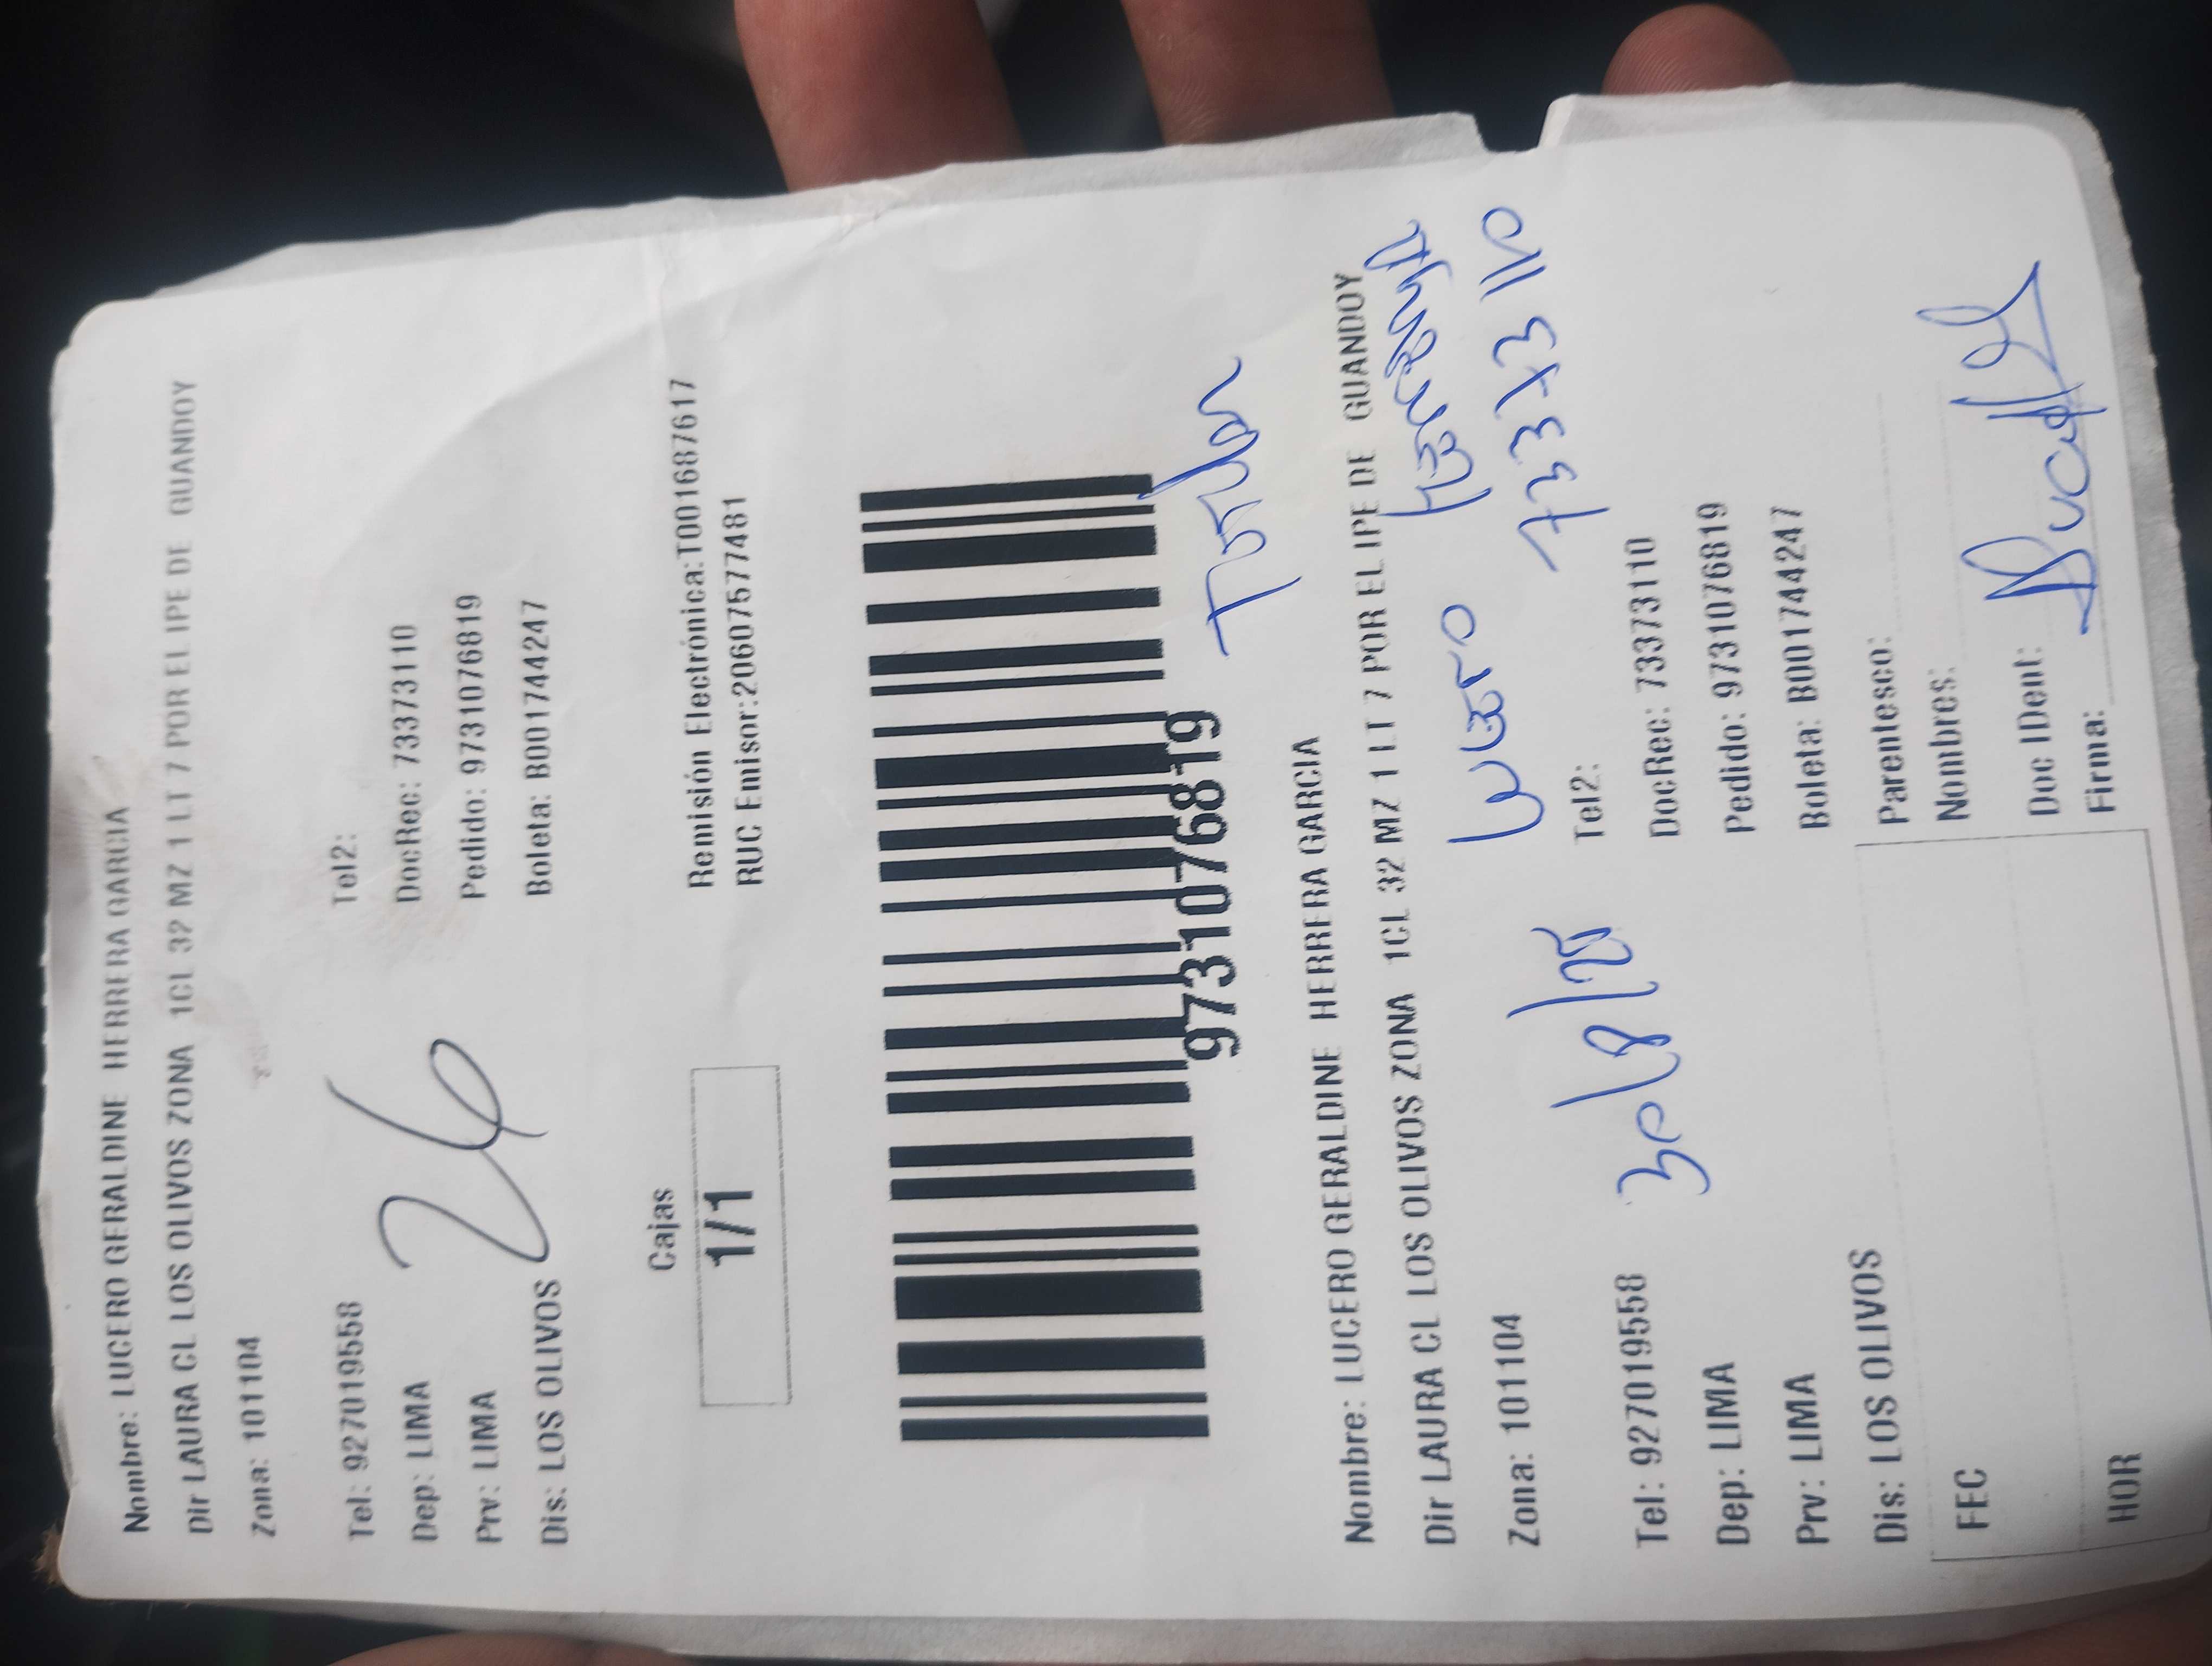 Nombre: LUCERO GERALDINE HERRERA GARCIA
Dir LAURA CL LOS OLIVOS ZONA 1CL 32 MZ 1 LT 7 POR EL IPE DE GUANDOY
Zona: 101104
Tel: 927019558 Tel2:
Dep: LIMA DocRec: 73373110
Prv: LIMA Pedido: 9731076819
Dis: LOS OLIVOS Boleta: B001744247
26
Cajas
1/1
Remisión Electrónica:T001687617
RUC Emisor:20607577481
9731076819
Titular
Nombre: LUCERO GERALDINE HERRERA GARCIA
Dir LAURA CL LOS OLIVOS ZONA 1CL 32 MZ 1 LT 7 POR EL IPE DE GUANDOY
Zona: 101104
Lucero Herrera
73373110
30/8/25
Tel: 927019558 Tel2:
Dep: LIMA DocRec: 73373110
Prv: LIMA Pedido: 9731076819
Dis: LOS OLIVOS Boleta: B001744247
FEC
HOR
Parentesco:
Nombres:
Doc IDent:
Firma: